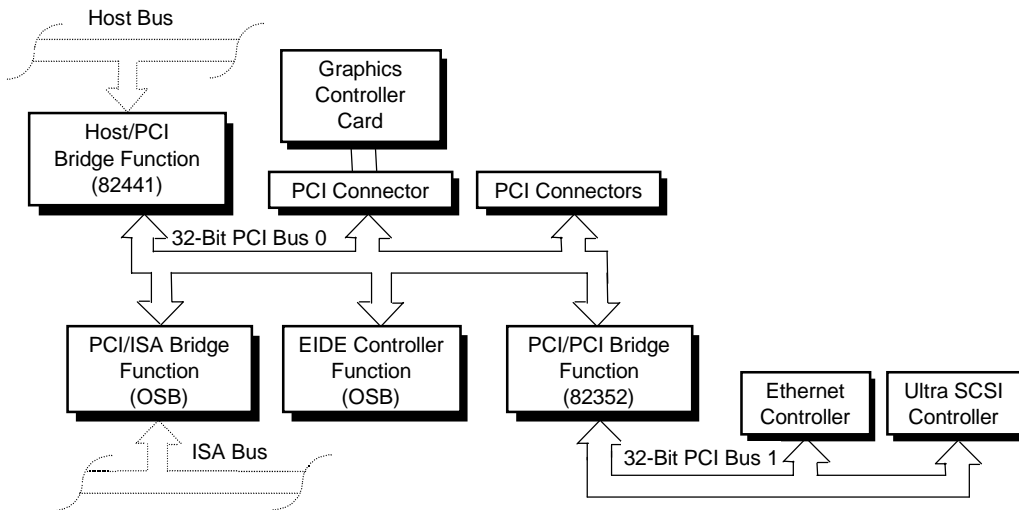 Host Bus
Graphics
Controller
Card
Host/PCI
Bridge Function
(82441)
PCI Connector
PCI Connectors
32-Bit PCI Bus 0
PCI/ISA Bridge
Function
(OSB)
EIDE Controller
Function
(OSB)
PCI/PCI Bridge
Function
(82352)
Ethernet
Controller
Ultra SCSI
Controller
ISA Bus
32-Bit PCI Bus 1